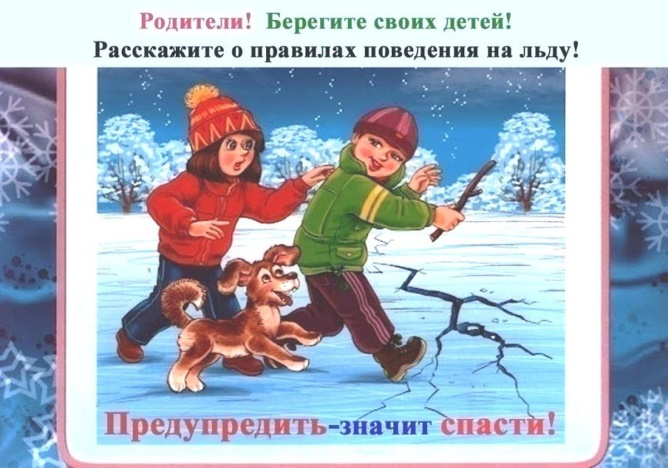 Родители! Берегите своих детей!
Расскажите о правилах поведения на льду!
Предупредить-значит спасти!